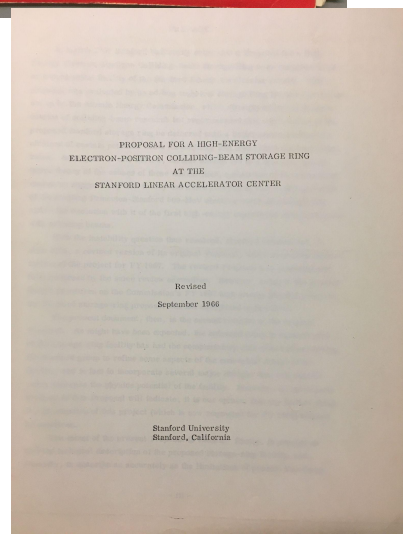 PROPOSAL FOR A HIGH-ENERGY
ELECTRON-POSITRON COLLIDING-BEAM STORAGE RING
AT THE
STANFORD LINEAR ACCELERATOR CENTER
Revised
September 1966
Stanford University
Stanford, California